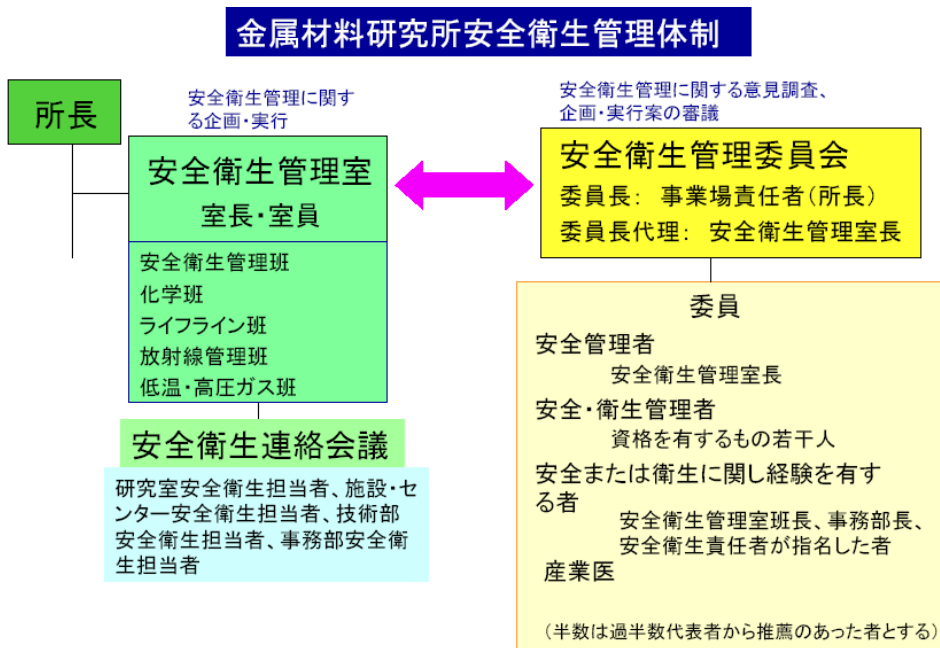 金属材料研究所安全衛生管理体制
所長
安全衛生管理に関す
る企画・実行
安全衛生管理室
室長・室員
安全衛生管理班
化学班
ライフライン班
放射線管理班
低温・高圧ガス班
安全衛生連絡会議
研究室安全衛生担当者、施設・セ
ンター安全衛生担当者、技術部
安全衛生担当者、事務部安全衛
生担当者
安全衛生管理に関する意見調査、
企画・実行案の審議
安全衛生管理委員会
委員長： 事業場責任者（所長）
委員長代理： 安全衛生管理室長
委員
安全管理者
安全衛生管理室長
安全・衛生管理者
資格を有するもの若干人
安全または衛生に関し経験を有す
る者
安全衛生管理室班長、事務部長、
安全衛生責任者が指名した者
産業医
（半数は過半数代表者から推薦のあった者とする）